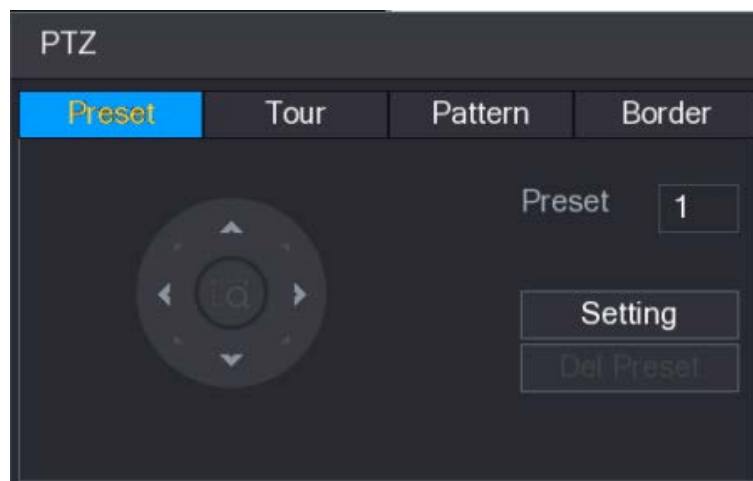 PTZ
Preset Tour Pattern Border
Preset 1
Setting
Del Preset